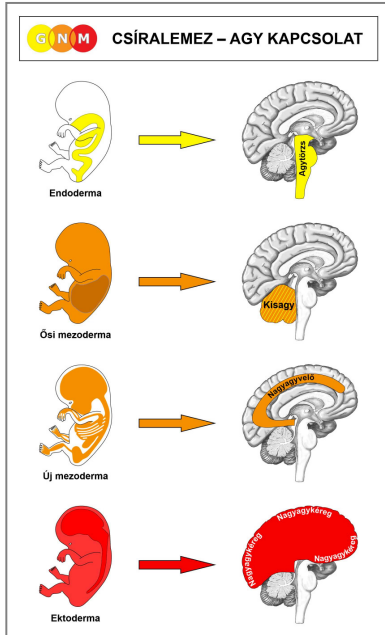 GNM
CSÍRALEMEZ – AGY KAPCSOLAT
Endoderma
Agytörzs
Ősi mezoderma
Kisagy
Új mezoderma
Nagyagyvelő
Ektoderma
Nagyagykéreg
Nagyagykéreg
Nagyagykéreg